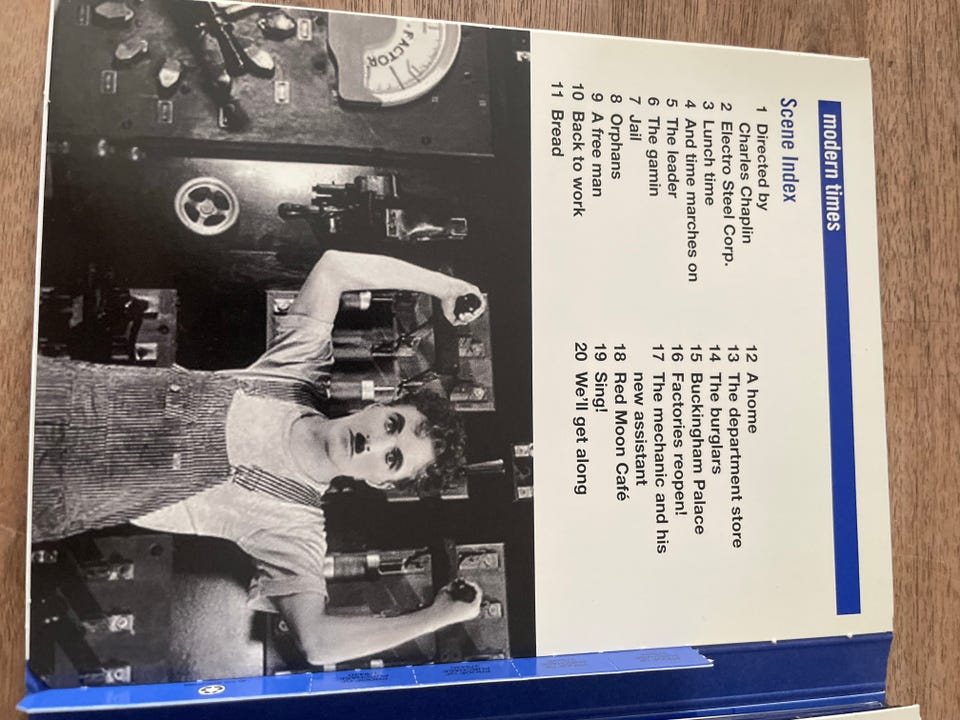 modern times
Scene Index
1 Directed by
Charles Chaplin
2 Electro Steel Corp.
3 Lunch time
4 And time marches on
5 The leader
6 The gamin
7 Jail
8 Orphans
9 A free man
10 Back to work
11 Bread
12 A home
13 The department store
14 The burglars
15 Buckingham Palace
16 Factories reopen!
17 The mechanic and his
new assistant
18 Red Moon Café
19 Sing!
20 We'll get along
FACTOR